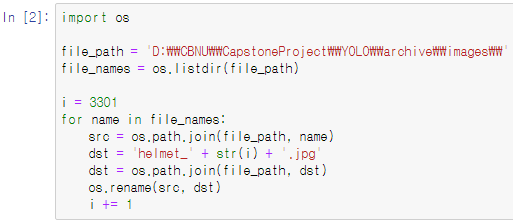 In [2]: import os
file_path = 'D:₩₩CBNU₩₩CapstoneProject₩₩YOLO₩₩archive₩₩images₩₩'
file_names = os.listdir(file_path)
i = 3301
for name in file_names:
src = os.path.join(file_path, name)
dst = 'helmet_' + str(i) + '.jpg'
dst = os.path.join(file_path, dst)
os.rename(src, dst)
i += 1